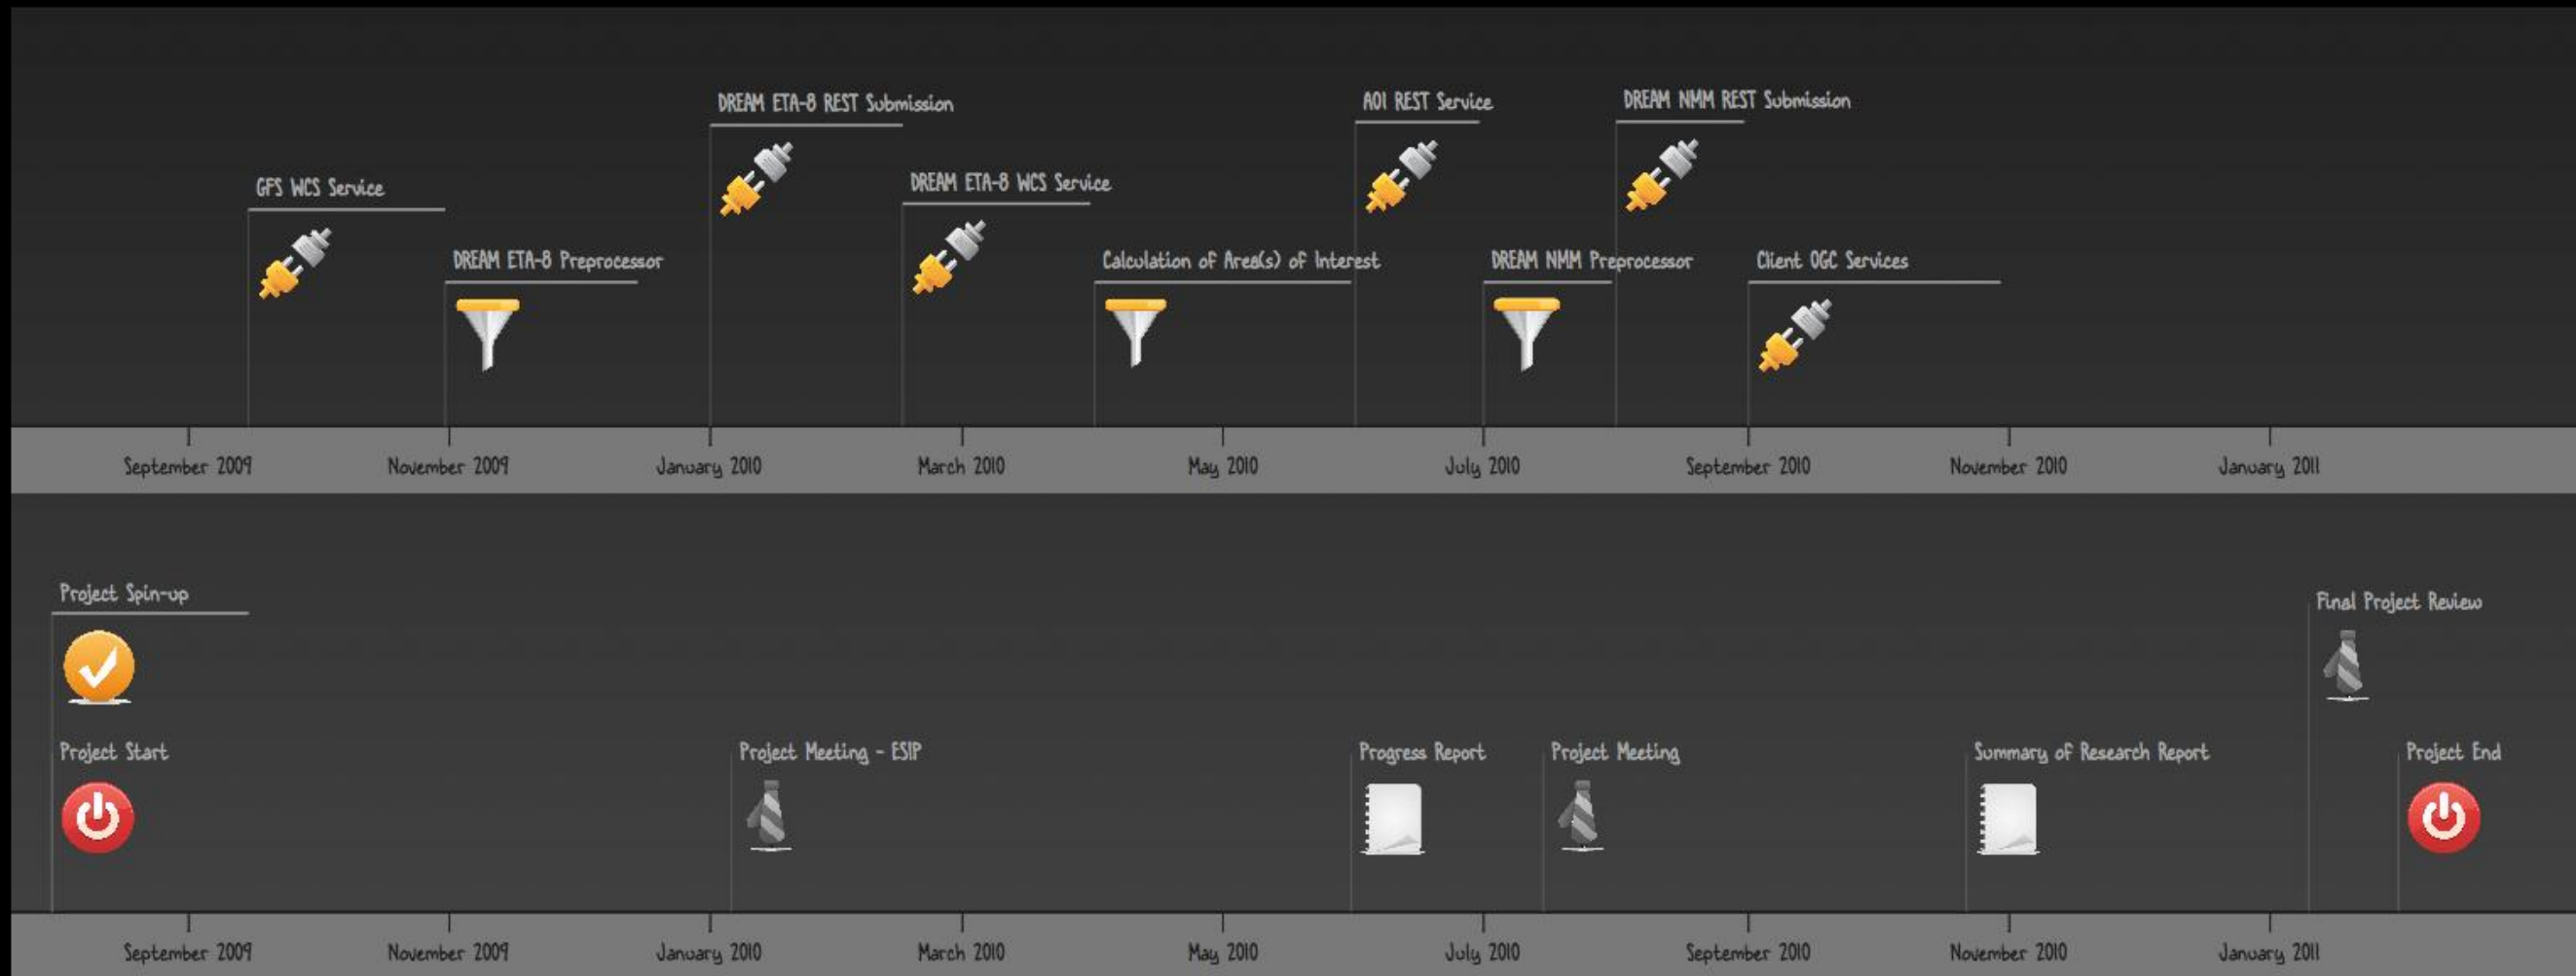 DREAM ETA-8 REST Submission
AOI REST Service
DREAM NMM REST Submission
GFS WCS Service
DREAM ETA-8 WCS Service
DREAM ETA-8 Preprocessor
Calculation of Area(s) of Interest
DREAM NMM Preprocessor
Client OGC Services
September 2009
November 2009
January 2010
March 2010
May 2010
July 2010
September 2010
November 2010
January 2011
Project Spin-up
Final Project Review
Project Start
Project Meeting - ESIP
Progress Report
Project Meeting
Summary of Research Report
Project End
September 2009
November 2009
January 2010
March 2010
May 2010
July 2010
September 2010
November 2010
January 2011